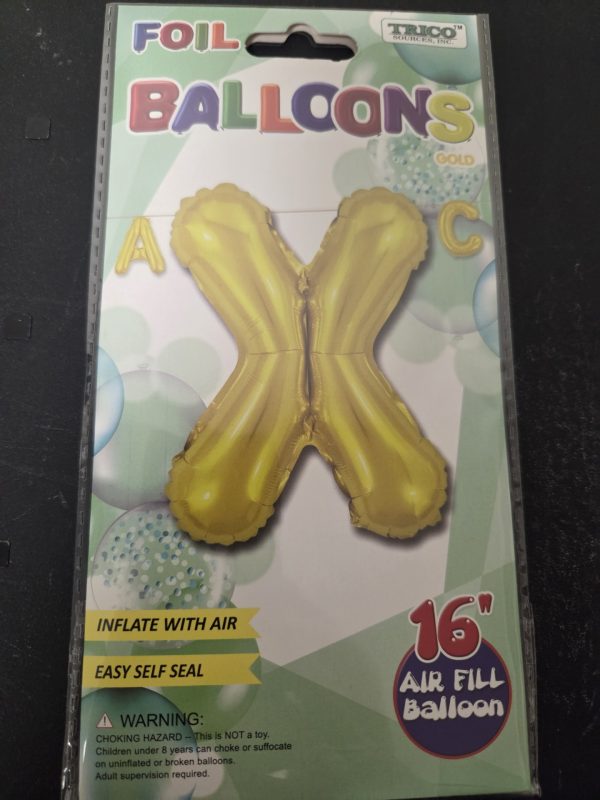 FOIL
TRICO™
SOURCES, INC.
BALLOONS
GOLD
A
C
X
INFLATE WITH AIR
EASY SELF SEAL
16"
AIR FILL
Balloon
⚠ WARNING:
CHOKING HAZARD – This is NOT a toy.
Children under 8 years can choke or suffocate
on uninflated or broken balloons.
Adult supervision required.